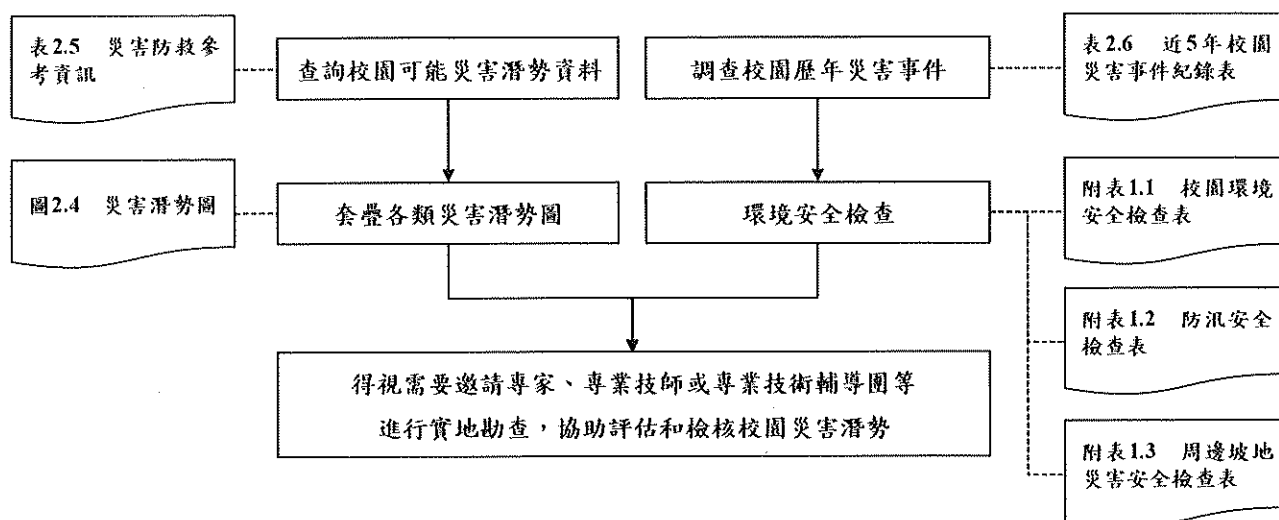 表2.5 災害防救參
考資訊
查詢校園可能災害潛勢資料
調查校園歷年災害事件
表2.6 近5年校園
災害事件紀錄表
圖2.4 災害潛勢圖
套疊各類災害潛勢圖
環境安全檢查
附表1.1 校園環境
安全檢查表
附表1.2 防汛安全
檢查表
得視需要邀請專家、專業技師或專業技術輔導團等
進行實地勘查，協助評估和檢核校園災害潛勢
附表1.3 周邊坡地
災害安全檢查表